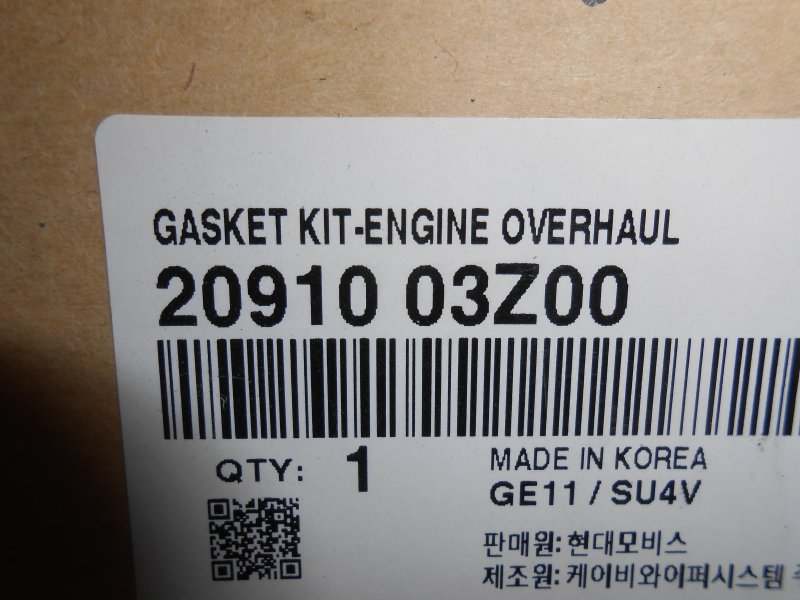 GASKET KIT-ENGINE OVERHAUL
20910 03Z00
QTY: 1
MADE IN KOREA
GE11 / SU4V
판매원: 현대모비스
제조원: 케이비와이퍼시스템